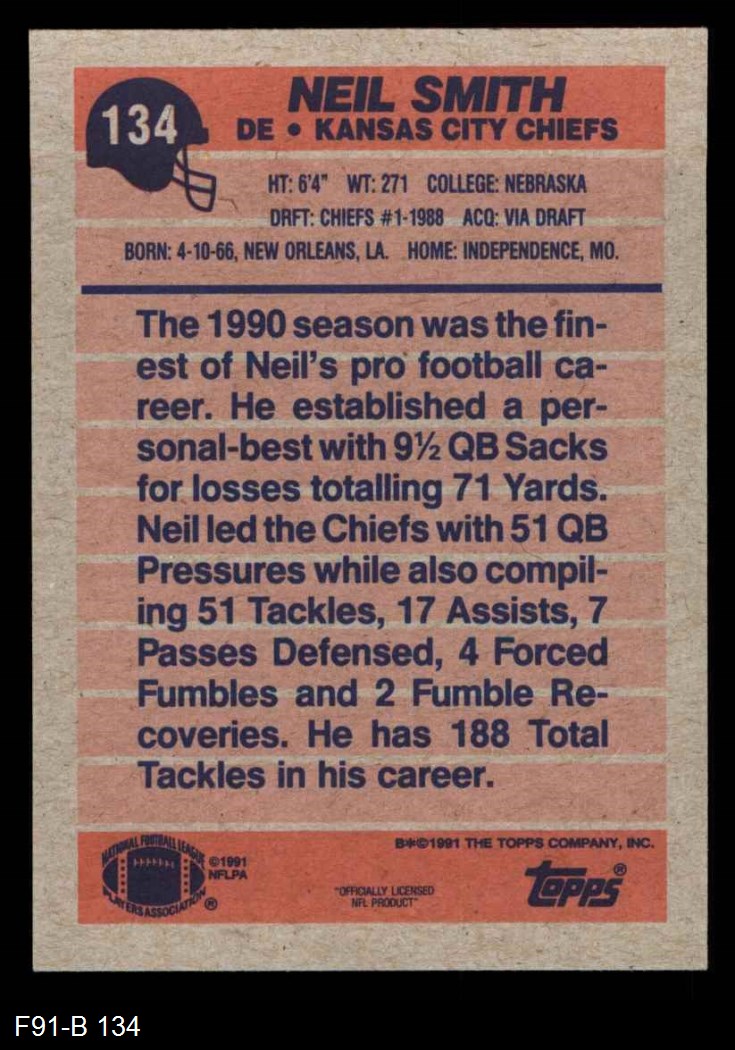 134
NEIL SMITH
DE • KANSAS CITY CHIEFS
HT: 6'4" WT: 271 COLLEGE: NEBRASKA
DRFT: CHIEFS #1-1988 ACQ: VIA DRAFT
BORN: 4-10-66, NEW ORLEANS, LA. HOME: INDEPENDENCE, MO.
The 1990 season was the fin-
est of Neil's pro football ca-
reer. He established a per-
sonal-best with 9½ QB Sacks
for losses totalling 71 Yards.
Neil led the Chiefs with 51 QB
Pressures while also compil-
ing 51 Tackles, 17 Assists, 7
Passes Defensed, 4 Forced
Fumbles and 2 Fumble Re-
coveries. He has 188 Total
Tackles in his career.
B*©1991 THE TOPPS COMPANY, INC.
NATIONAL FOOTBALL LEAGUE
PLAYERS ASSOCIATION ®
©1991
NFLPA
"OFFICIALLY LICENSED
NFL PRODUCT"
topps®
F91-B 134